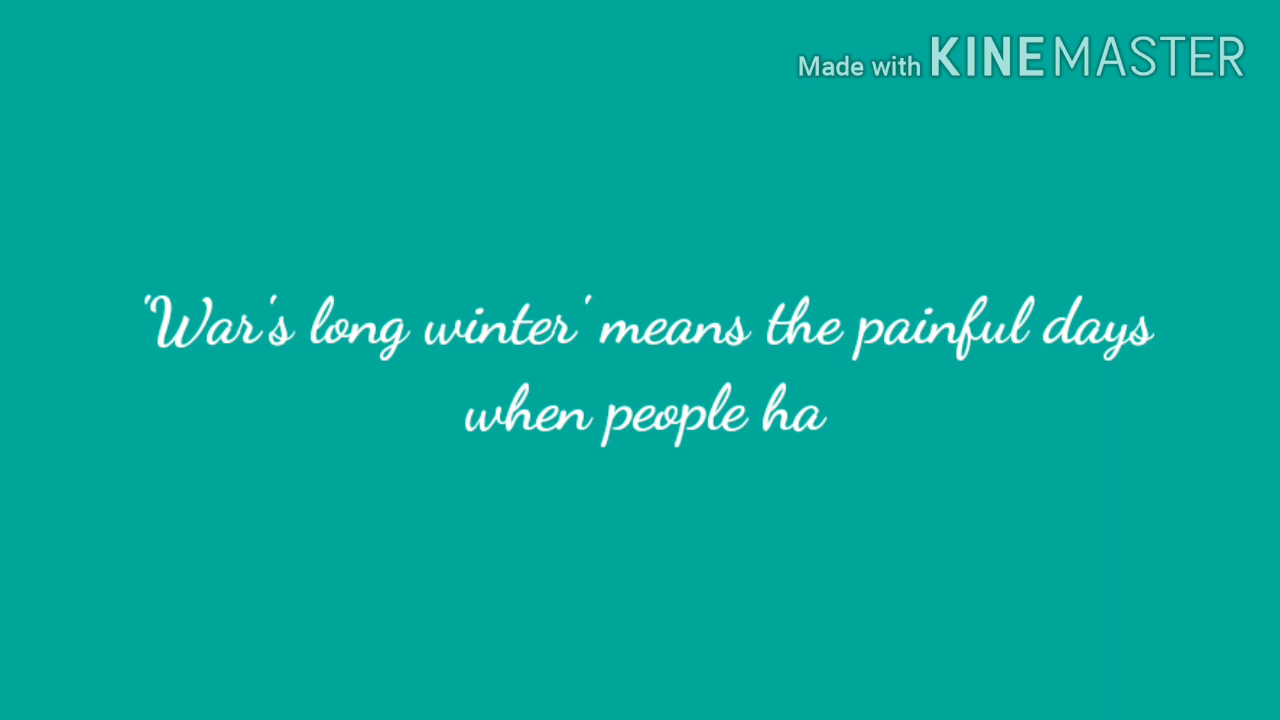 Made with KINEMASTER
'War's long winter' means the painful days
when people ha